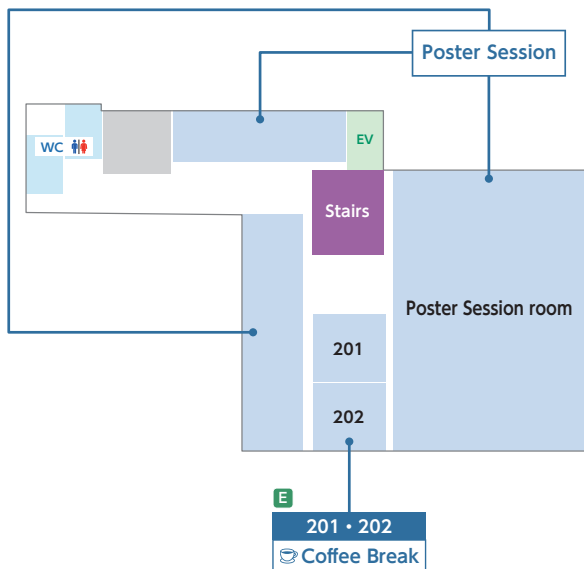 Poster Session
WC
EV
Stairs
Poster Session room
201
202
E
201・202
Coffee Break